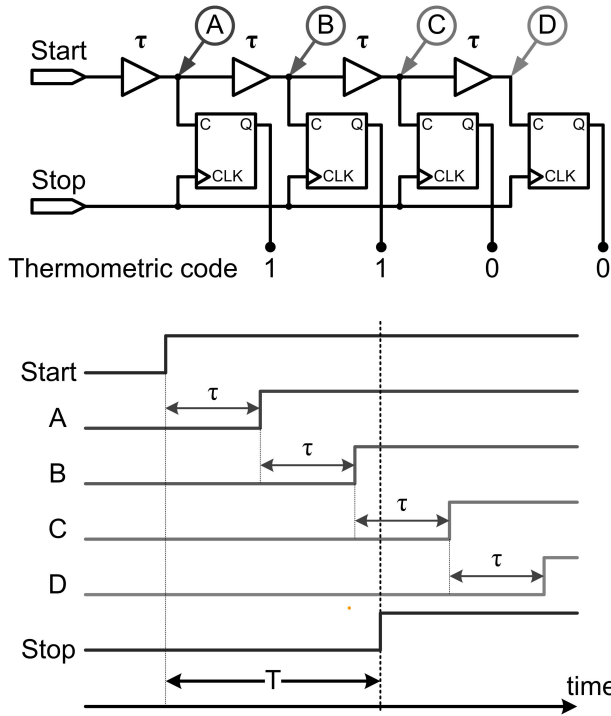 A B C D
τ τ τ τ
Start
C Q C Q C Q C Q
CLK CLK CLK CLK
Stop
Thermometric code 1 1 0 0
Start
τ
A
τ
B
τ
C
τ
D
Stop
T
time